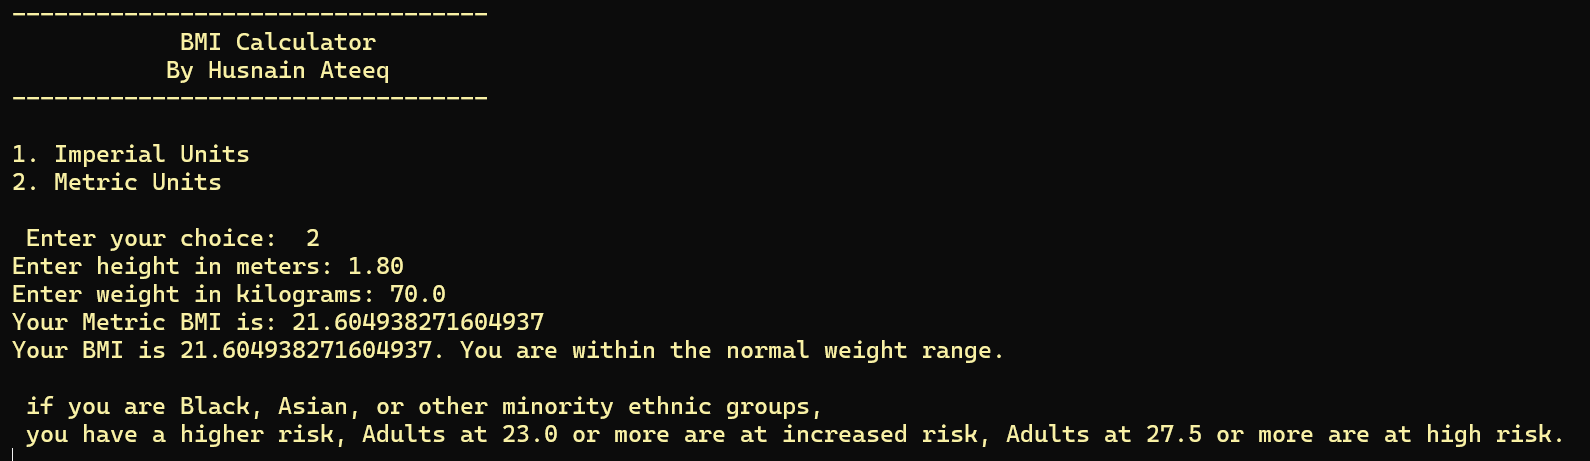 ----------------------------------
BMI Calculator
By Husnain Ateeq
----------------------------------
1. Imperial Units
2. Metric Units
Enter your choice:  2
Enter height in meters: 1.80
Enter weight in kilograms: 70.0
Your Metric BMI is: 21.604938271604937
Your BMI is 21.604938271604937. You are within the normal weight range.
if you are Black, Asian, or other minority ethnic groups,
you have a higher risk, Adults at 23.0 or more are at increased risk, Adults at 27.5 or more are at high risk.